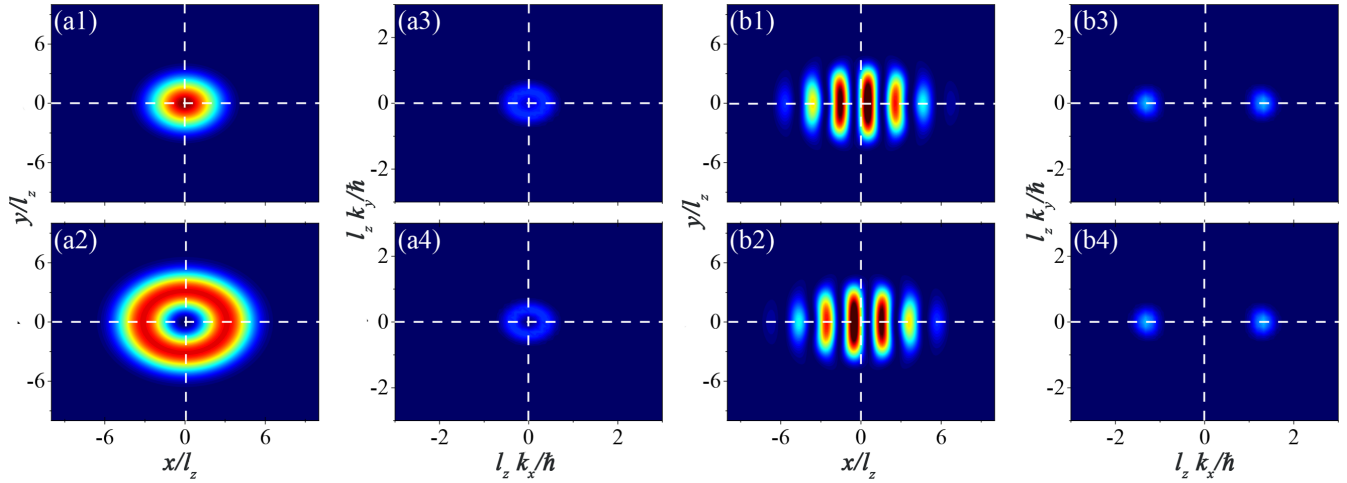 (a1) (a3) (b1) (b3)
6 2 6 2
0 0 0 0
-6 -2 -6 -2
y/l_z l_z k_y/ħ y/l_z l_z k_y/ħ
(a2) (a4) (b2) (b4)
6 2 6 2
0 0 0 0
-6 -2 -6 -2
-6 0 6 -2 0 2 -6 0 6 -2 0 2
x/l_z l_z k_x/ħ x/l_z l_z k_x/ħ